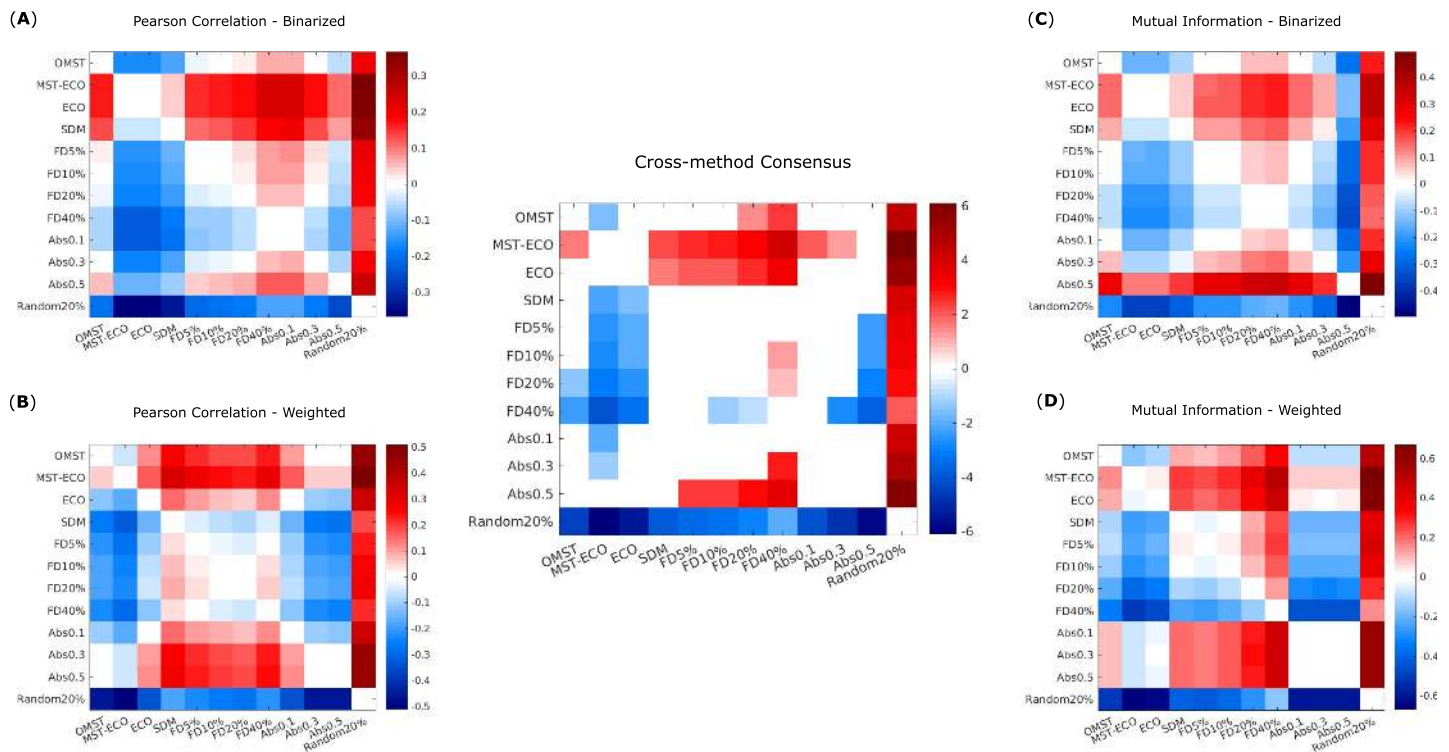 (A)
Pearson Correlation - Binarized
OMST
MST-ECO
ECO
SDM
FD5%
FD10%
FD20%
FD40%
Abs0.1
Abs0.3
Abs0.5
Random20%
OMST MST-ECO ECO SDM FD5% FD10% FD20% FD40% Abs0.1 Abs0.3 Abs0.5 Random20%
0.3
0.2
0.1
0
-0.1
-0.2
-0.3
(B)
Pearson Correlation - Weighted
OMST
MST-ECO
ECO
SDM
FD5%
FD10%
FD20%
FD40%
Abs0.1
Abs0.3
Abs0.5
Random20%
OMST MST-ECO ECO SDM FD5% FD10% FD20% FD40% Abs0.1 Abs0.3 Abs0.5 Random20%
0.5
0.4
0.3
0.2
0.1
0
-0.1
-0.2
-0.3
-0.4
-0.5
Cross-method Consensus
OMST
MST-ECO
ECO
SDM
FD5%
FD10%
FD20%
FD40%
Abs0.1
Abs0.3
Abs0.5
Random20%
OMST MST-ECO ECO SDM FD5% FD10% FD20% FD40% Abs0.1 Abs0.3 Abs0.5 Random20%
6
4
2
0
-2
-4
-6
(C)
Mutual Information - Binarized
OMST
MST-ECO
ECO
SDM
FD5%
FD10%
FD20%
FD40%
Abs0.1
Abs0.3
Abs0.5
Random20%
OMST MST-ECO ECO SDM FD5% FD10% FD20% FD40% Abs0.1 Abs0.3 Abs0.5 Random20%
0.4
0.3
0.2
0.1
0
-0.1
-0.2
-0.3
-0.4
(D)
Mutual Information - Weighted
OMST
MST-ECO
ECO
SDM
FD5%
FD10%
FD20%
FD40%
Abs0.1
Abs0.3
Abs0.5
Random20%
OMST MST-ECO ECO SDM FD5% FD10% FD20% FD40% Abs0.1 Abs0.3 Abs0.5 Random20%
0.6
0.4
0.2
0
-0.2
-0.4
-0.6